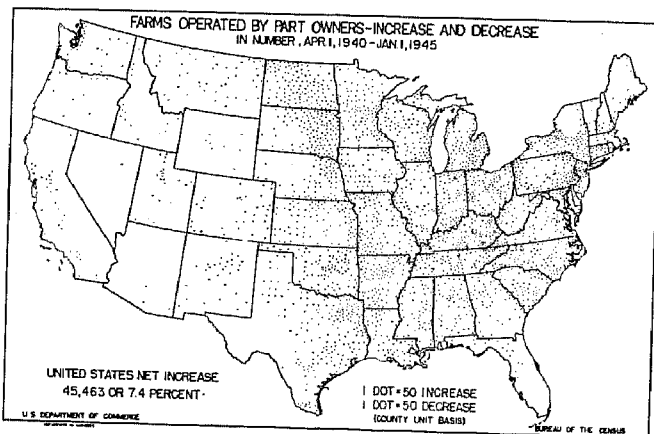 FARMS OPERATED BY PART OWNERS-INCREASE AND DECREASE
IN NUMBER, APR. 1, 1940-JAN. 1, 1945
UNITED STATES NET INCREASE
45,463 OR 7.4 PERCENT
1 DOT=50 INCREASE
1 DOT=50 DECREASE
(COUNTY UNIT BASIS)
U S DEPARTMENT OF COMMERCE
BUREAU OF THE CENSUS